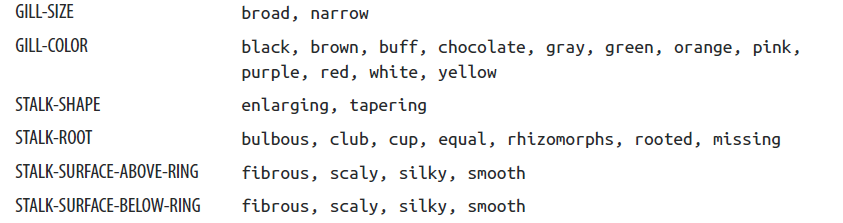 GILL-SIZE broad, narrow
GILL-COLOR black, brown, buff, chocolate, gray, green, orange, pink,
purple, red, white, yellow
STALK-SHAPE enlarging, tapering
STALK-ROOT bulbous, club, cup, equal, rhizomorphs, rooted, missing
STALK-SURFACE-ABOVE-RING fibrous, scaly, silky, smooth
STALK-SURFACE-BELOW-RING fibrous, scaly, silky, smooth